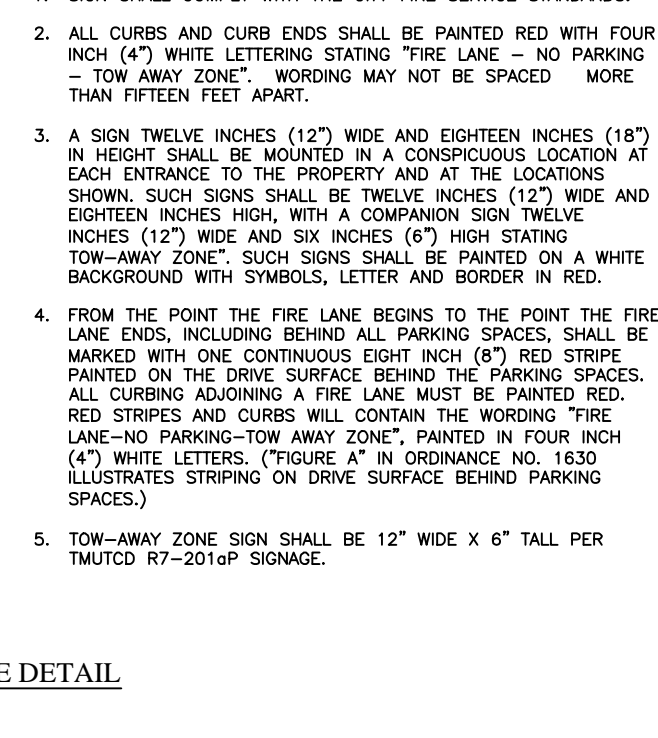 1. SIGN SHALL COMPLY WITH THE CITY FIRE SERVICE STANDARDS.
2. ALL CURBS AND CURB ENDS SHALL BE PAINTED RED WITH FOUR
INCH (4") WHITE LETTERING STATING "FIRE LANE – NO PARKING
– TOW AWAY ZONE". WORDING MAY NOT BE SPACED MORE
THAN FIFTEEN FEET APART.
3. A SIGN TWELVE INCHES (12") WIDE AND EIGHTEEN INCHES (18")
IN HEIGHT SHALL BE MOUNTED IN A CONSPICUOUS LOCATION AT
EACH ENTRANCE TO THE PROPERTY AND AT THE LOCATIONS
SHOWN. SUCH SIGNS SHALL BE TWELVE INCHES (12") WIDE AND
EIGHTEEN INCHES HIGH, WITH A COMPANION SIGN TWELVE
INCHES (12") WIDE AND SIX INCHES (6") HIGH STATING
TOW–AWAY ZONE". SUCH SIGNS SHALL BE PAINTED ON A WHITE
BACKGROUND WITH SYMBOLS, LETTER AND BORDER IN RED.
4. FROM THE POINT THE FIRE LANE BEGINS TO THE POINT THE FIRE
LANE ENDS, INCLUDING BEHIND ALL PARKING SPACES, SHALL BE
MARKED WITH ONE CONTINUOUS EIGHT INCH (8") RED STRIPE
PAINTED ON THE DRIVE SURFACE BEHIND THE PARKING SPACES.
ALL CURBING ADJOINING A FIRE LANE MUST BE PAINTED RED.
RED STRIPES AND CURBS WILL CONTAIN THE WORDING "FIRE
LANE–NO PARKING–TOW AWAY ZONE", PAINTED IN FOUR INCH
(4") WHITE LETTERS. ("FIGURE A" IN ORDINANCE NO. 1630
ILLUSTRATES STRIPING ON DRIVE SURFACE BEHIND PARKING
SPACES.)
5. TOW–AWAY ZONE SIGN SHALL BE 12" WIDE X 6" TALL PER
TMUTCD R7–201aP SIGNAGE.
E DETAIL